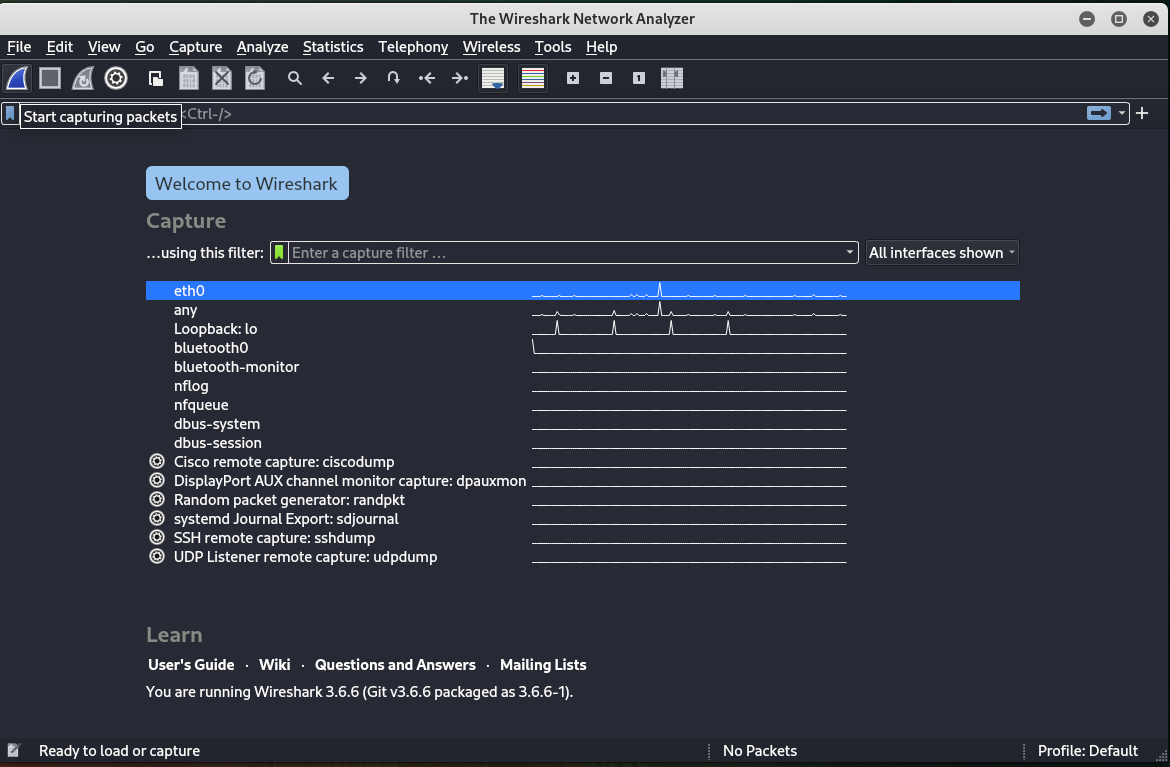 The Wireshark Network Analyzer
File Edit View Go Capture Analyze Statistics Telephony Wireless Tools Help
1
Start capturing packets <Ctrl-/>
Welcome to Wireshark
Capture
...using this filter: Enter a capture filter ... All interfaces shown
eth0
any
Loopback: lo
bluetooth0
bluetooth-monitor
nflog
nfqueue
dbus-system
dbus-session
Cisco remote capture: ciscodump
DisplayPort AUX channel monitor capture: dpauxmon
Random packet generator: randpkt
systemd Journal Export: sdjournal
SSH remote capture: sshdump
UDP Listener remote capture: udpdump
Learn
User's Guide · Wiki · Questions and Answers · Mailing Lists
You are running Wireshark 3.6.6 (Git v3.6.6 packaged as 3.6.6-1).
Ready to load or capture No Packets Profile: Default